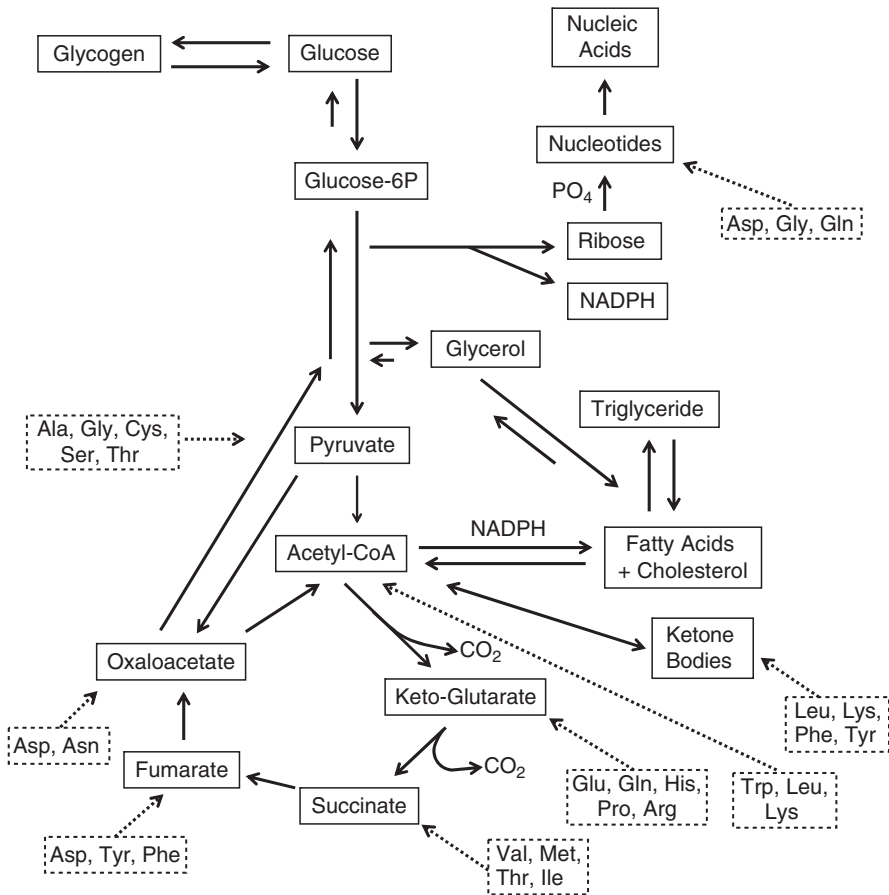 Nucleic
Acids
Glycogen
Glucose
Nucleotides
Glucose-6P
PO4
Asp, Gly, Gln
Ribose
NADPH
Glycerol
Triglyceride
Ala, Gly, Cys,
Ser, Thr
Pyruvate
NADPH
Acetyl-CoA
Fatty Acids
+ Cholesterol
CO2
Ketone
Bodies
Oxaloacetate
Keto-Glutarate
Leu, Lys,
Phe, Tyr
Asp, Asn
CO2
Fumarate
Glu, Gln, His,
Pro, Arg
Trp, Leu,
Lys
Succinate
Asp, Tyr, Phe
Val, Met,
Thr, Ile